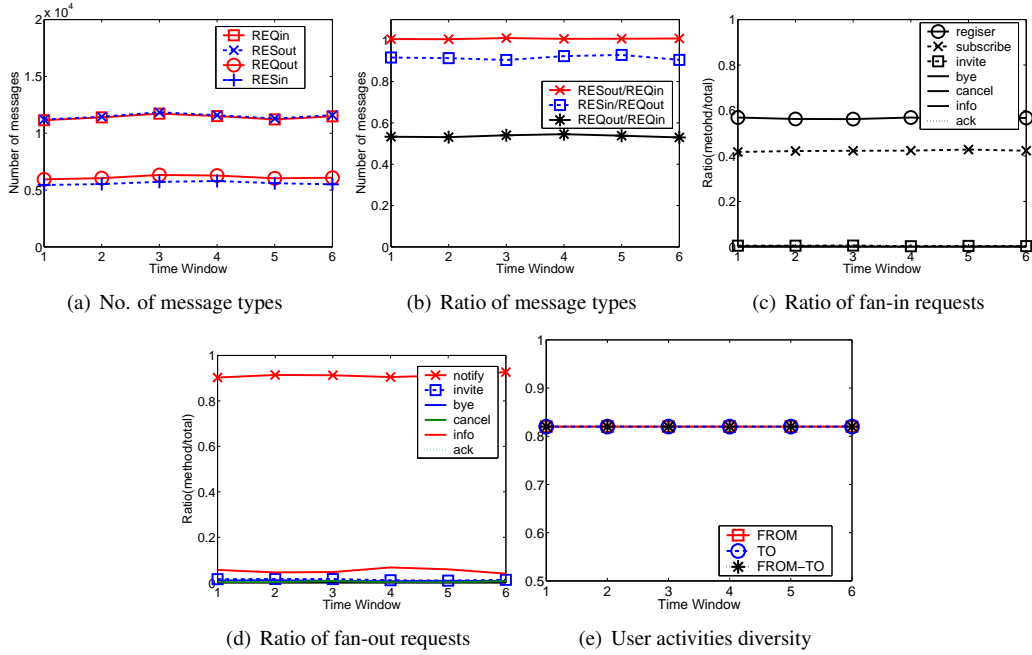 2 x 10^4
1.5
1
0.5
0
1 2 3 4 5 6
Number of messages
Time Window
REQin
RESout
REQout
RESin
(a) No. of message types
1
0.8
0.6
0.4
0.2
0
1 2 3 4 5 6
Number of messages
Time Window
RESout/REQin
RESin/REQout
REQout/REQin
(b) Ratio of message types
1
0.8
0.6
0.4
0.2
0
1 2 3 4 5 6
Ratio(metohd/total)
Time Window
regiser
subscribe
invite
bye
cancel
info
ack
(c) Ratio of fan-in requests
1
0.8
0.6
0.4
0.2
0
1 2 3 4 5 6
Ratio(method/total)
Time Window
notify
invite
bye
cancel
info
ack
(d) Ratio of fan-out requests
1
0.9
0.8
0.7
0.6
0.5
1 2 3 4 5 6
Time Window
FROM
TO
FROM-TO
(e) User activities diversity